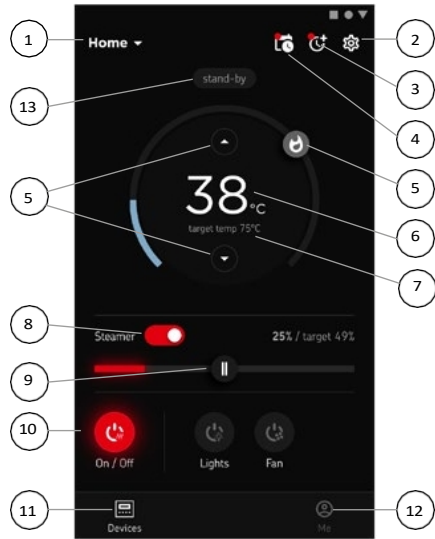 1
Home
2
3
stand-by
13
4
5
5
38 °C
6
target temp 75°C
7
8
Steamer
25% / target 49%
9
10
On / Off
Lights
Fan
11
12
Devices
Me